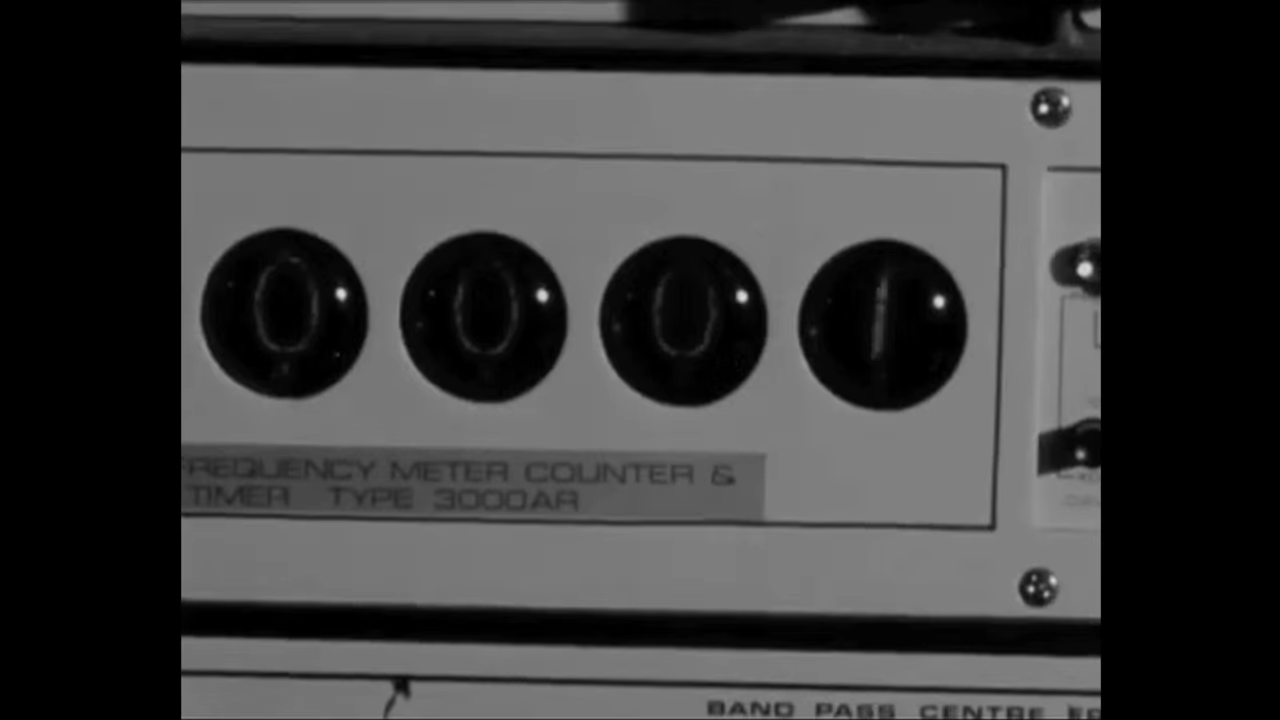 0001
FREQUENCY METER COUNTER &
TIMER TYPE 3000AR
BAND PASS CENTRE